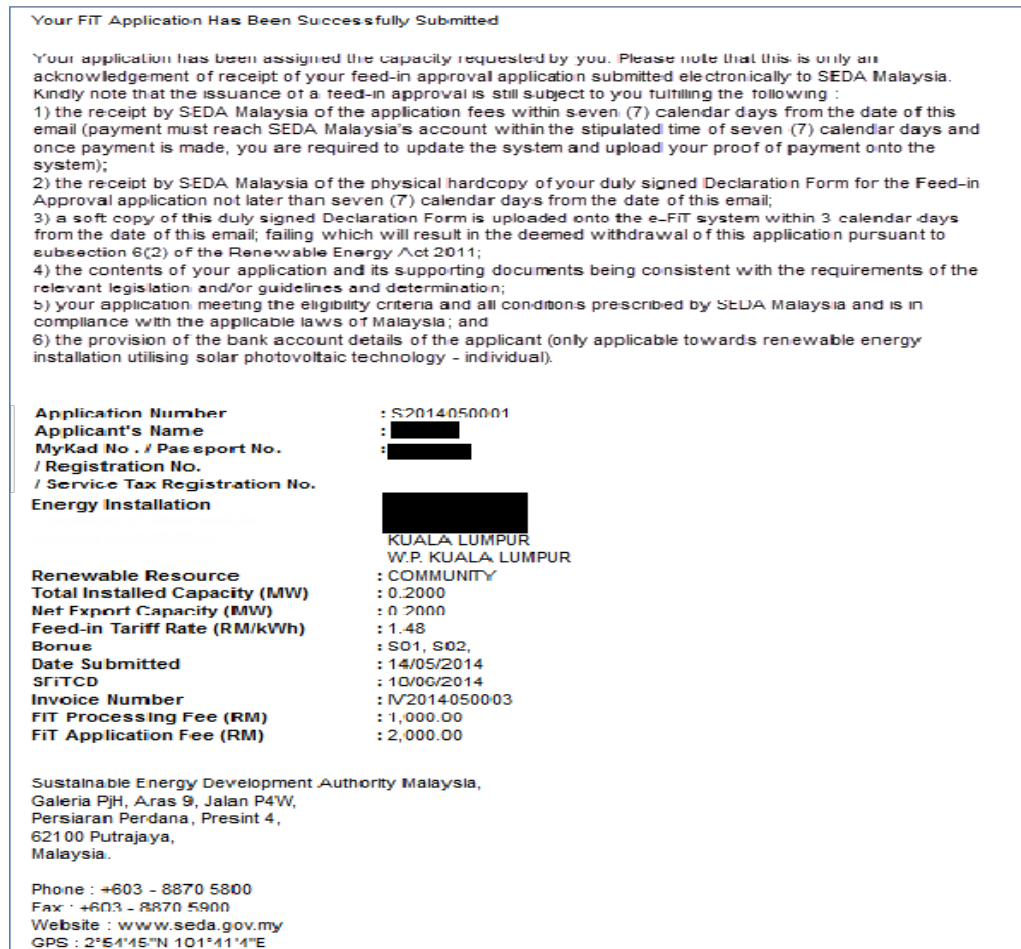 Your FiT Application Has Been Successfully Submitted
Your application has been assigned the capacity requested by you. Please note that this is only an
acknowledgement of receipt of your feed-in approval application submitted electronically to SEDA Malaysia.
Kindly note that the issuance of a feed-in approval is still subject to you fulfilling the following :
1) the receipt by SEDA Malaysia of the application fees within seven (7) calendar days from the date of this
email (payment must reach SEDA Malaysia's account within the stipulated time of seven (7) calendar days and
once payment is made, you are required to update the system and upload your proof of payment onto the
system);
2) the receipt by SEDA Malaysia of the physical hardcopy of your duly signed Declaration Form for the Feed-in
Approval application not later than seven (7) calendar days from the date of this email;
3) a soft copy of this duly signed Declaration Form is uploaded onto the e-FiT system within 3 calendar days
from the date of this email; failing which will result in the deemed withdrawal of this application pursuant to
subsection 6(2) of the Renewable Energy Act 2011;
4) the contents of your application and its supporting documents being consistent with the requirements of the
relevant legislation and/or guidelines and determination;
5) your application meeting the eligibility criteria and all conditions prescribed by SEDA Malaysia and is in
compliance with the applicable laws of Malaysia; and
6) the provision of the bank account details of the applicant (only applicable towards renewable energy
installation utilising solar photovoltaic technology - individual).
Application Number : S2014050001
Applicant's Name :
MyKad No. / Passport No. :
/ Registration No.
/ Service Tax Registration No.
Energy Installation
KUALA LUMPUR
W.P. KUALA LUMPUR
Renewable Resource : COMMUNITY
Total Installed Capacity (MW) : 0.2000
Net Export Capacity (MW) : 0.2000
Feed-in Tariff Rate (RM/kWh) : 1.48
Bonus : S01, S02,
Date Submitted : 14/05/2014
SFiTCD :
Invoice Number : IV2014050003
FiT Processing Fee (RM) : 1,000.00
FiT Application Fee (RM) : 2,000.00
Sustainable Energy Development Authority Malaysia,
Galeria PjH, Aras 9, Jalan P4W,
Persiaran Perdana, Presint 4,
62100 Putrajaya,
Malaysia.
Phone : +603 - 8870 5800
Fax : +603 - 8870 5900
Website : www.seda.gov.my
GPS : 2°54'45"N 101°41'4"E